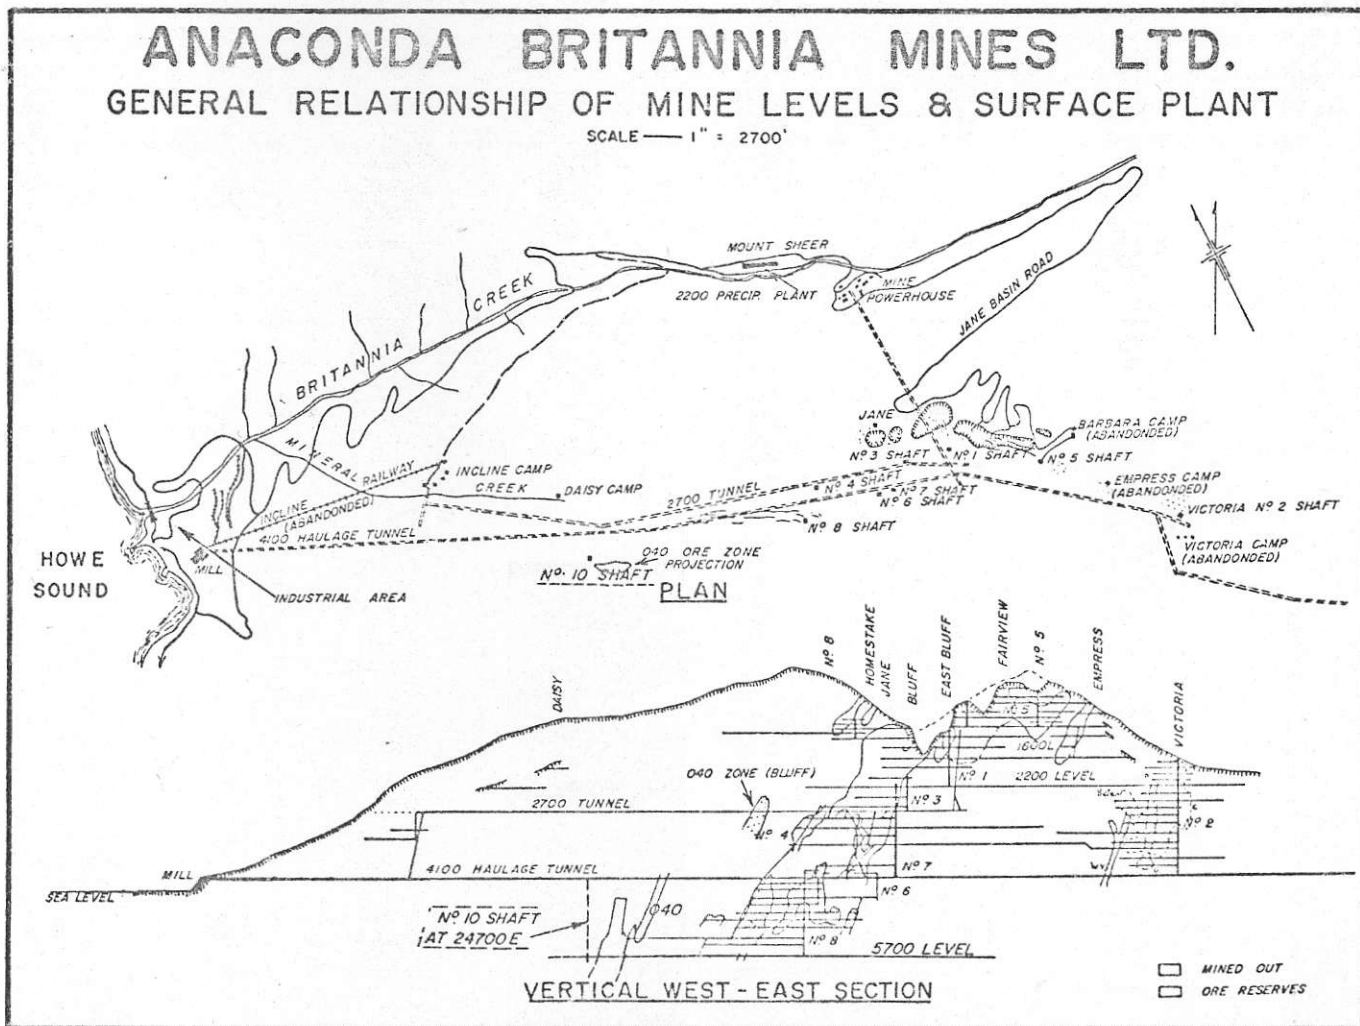 ANACONDA BRITANNIA MINES LTD.
GENERAL RELATIONSHIP OF MINE LEVELS & SURFACE PLANT
SCALE — 1" = 2700'
MOUNT SHEER
2200 PRECIP. PLANT
MINE
POWERHOUSE
JANE BASIN ROAD
BRITANNIA CREEK
MINERAL CREEK
INCLINE RAILWAY
(ABANDONED)
INCLINE CAMP
DAISY CAMP
4100 HAULAGE TUNNEL
2700 TUNNEL
JANE
Nº 3 SHAFT
Nº 1 SHAFT
Nº 5 SHAFT
BARBARA CAMP
(ABANDONDED)
Nº 4 SHAFT
Nº 7 SHAFT
Nº 6 SHAFT
Nº 8 SHAFT
EMPRESS CAMP
(ABANDONDED)
VICTORIA Nº 2 SHAFT
VICTORIA CAMP
(ABANDONDED)
HOWE
SOUND
MILL
INDUSTRIAL AREA
040 ORE ZONE
PROJECTION
Nº. 10 SHAFT
PLAN
DAISY
Nº 8
HOMESTAKE
JANE
BLUFF
EAST BLUFF
FAIRVIEW
Nº 5
EMPRESS
VICTORIA
Nº 5
1600L
Nº 1
2200 LEVEL
040 ZONE (BLUFF)
Nº 3
2700 TUNNEL
Nº 4
Nº 2
MILL
4100 HAULAGE TUNNEL
Nº 7
SEA LEVEL
Nº 6
Nº 10 SHAFT
AT 24700 E
040
Nº 8
5700 LEVEL
MINED OUT
ORE RESERVES
VERTICAL WEST - EAST SECTION